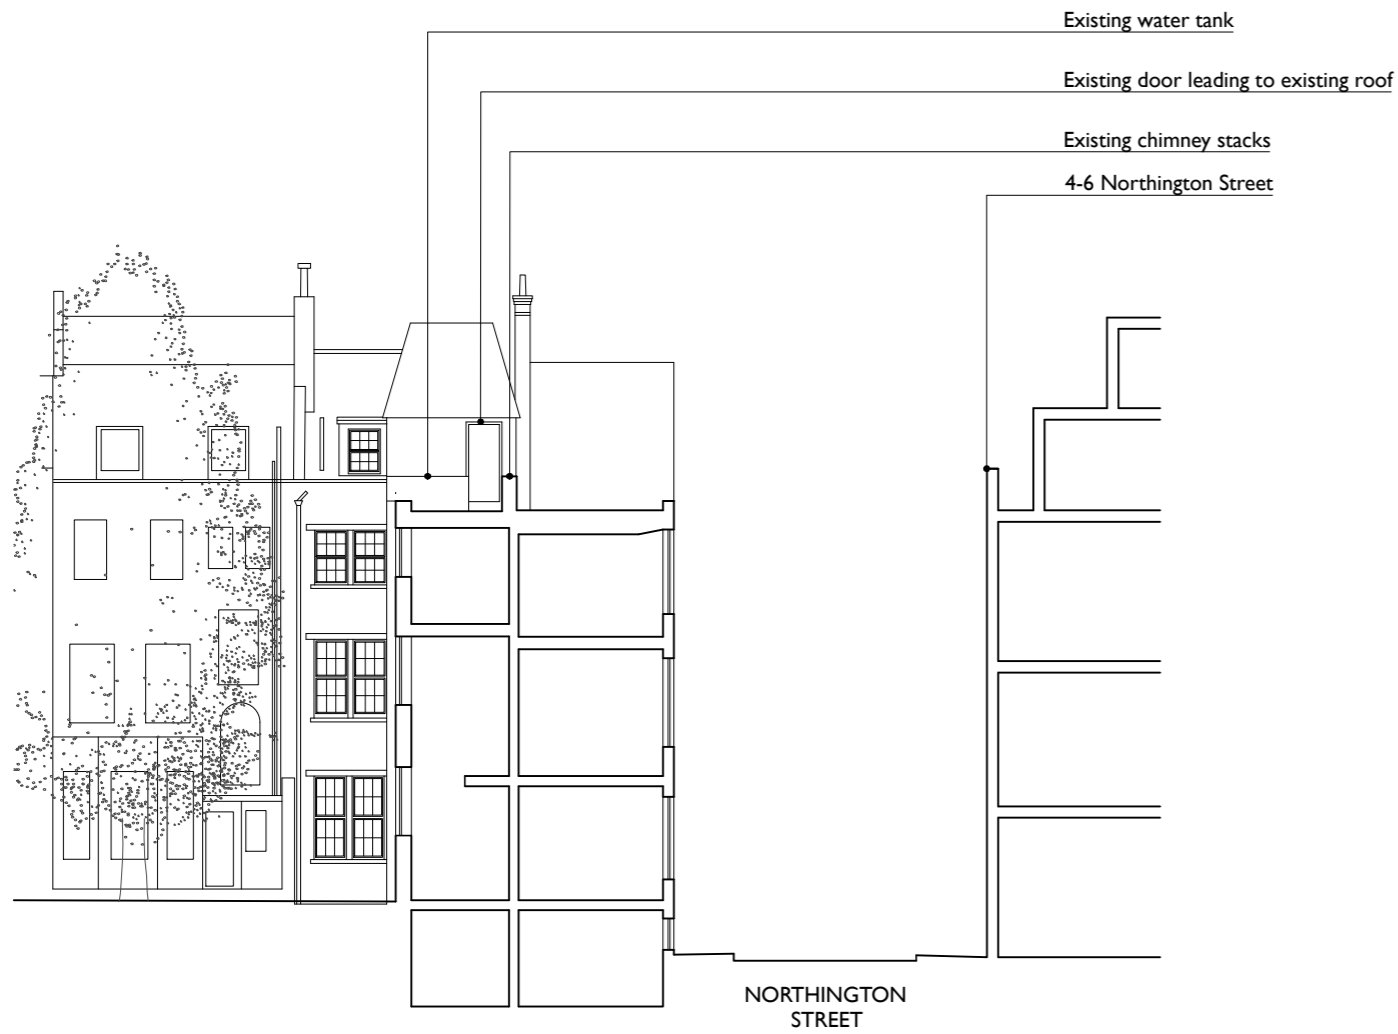 Existing water tank
Existing door leading to existing roof
Existing chimney stacks
4-6 Northington Street
NORTHINGTON
STREET